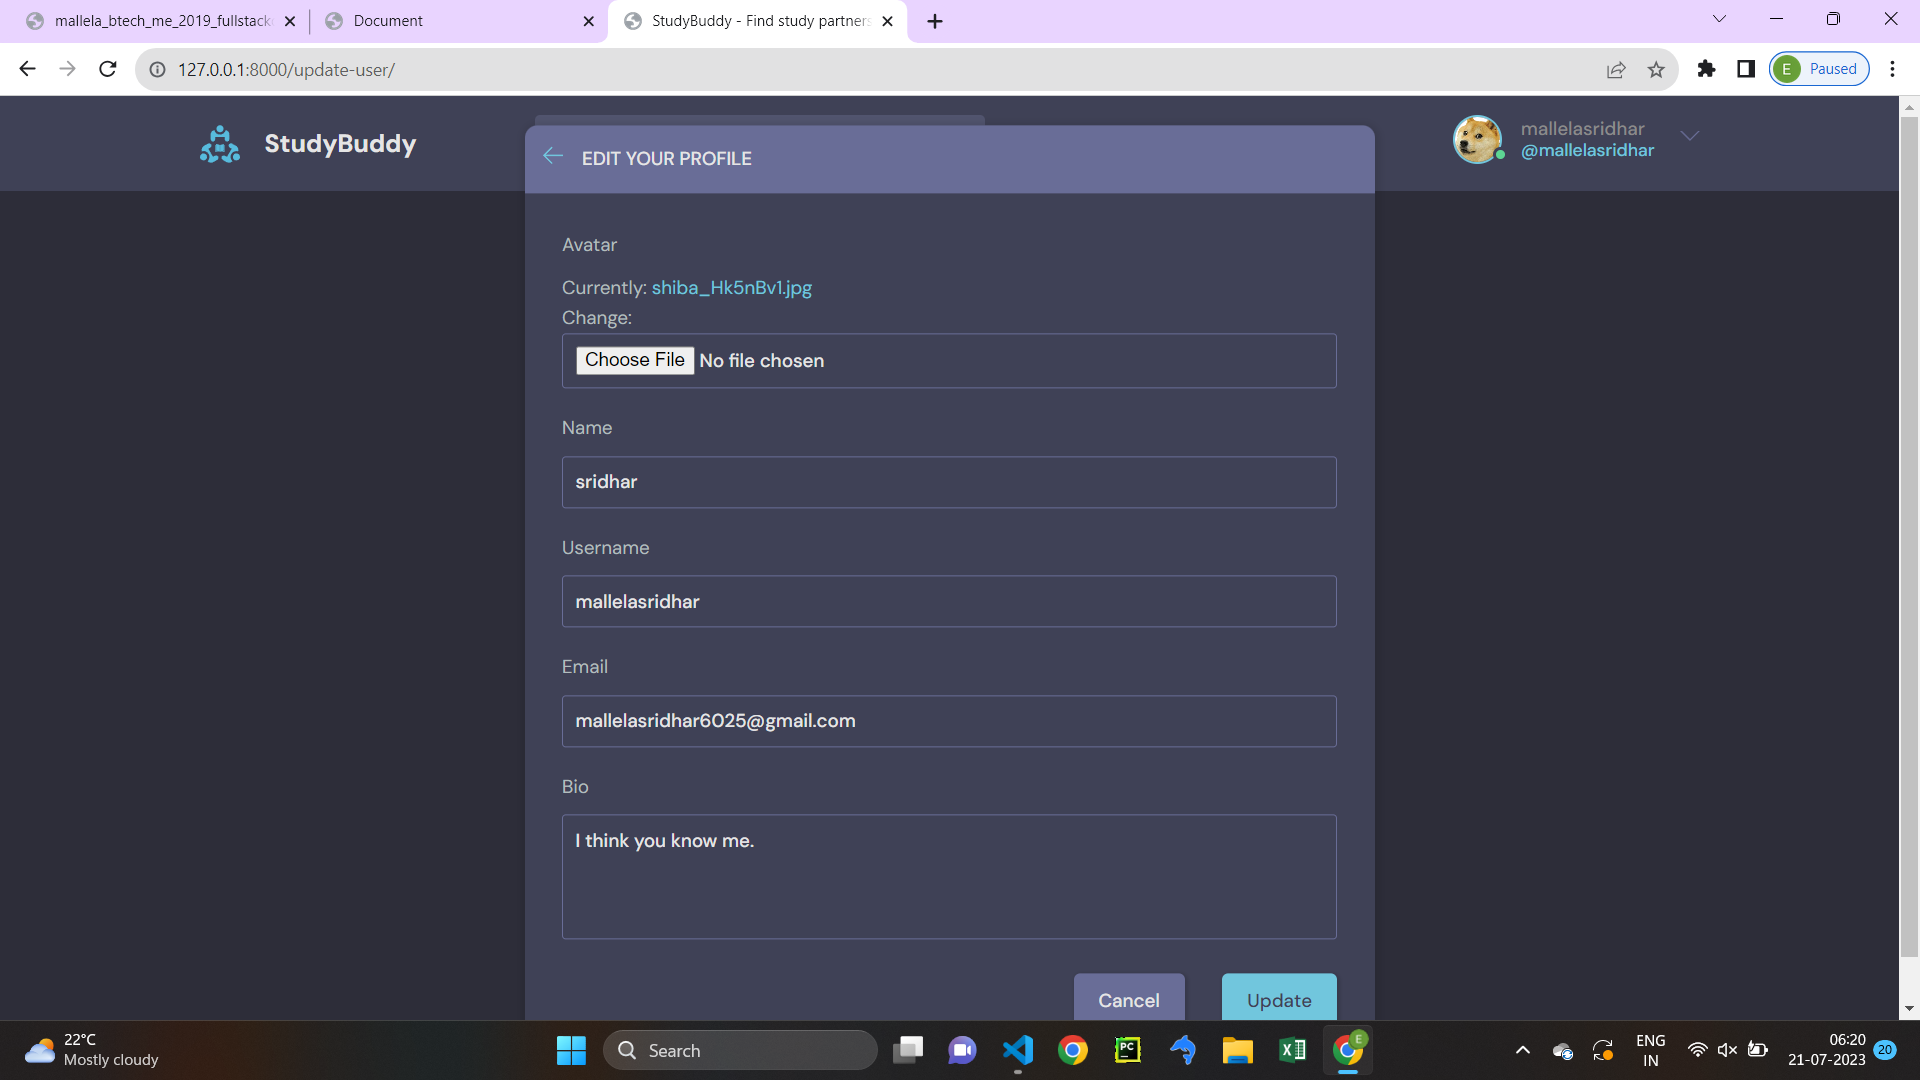 mallela_btech_me_2019_fullstack
Document
StudyBuddy - Find study partners
127.0.0.1:8000/update-user/
E Paused
StudyBuddy
EDIT YOUR PROFILE
mallelasridhar
@mallelasridhar
Avatar
Currently: shiba_Hk5nBv1.jpg
Change:
Choose File No file chosen
Name
sridhar
Username
mallelasridhar
Email
mallelasridhar6025@gmail.com
Bio
I think you know me.
Cancel
Update
22°C
Mostly cloudy
Search
PC
E
ENG
IN
06:20
21-07-2023
20